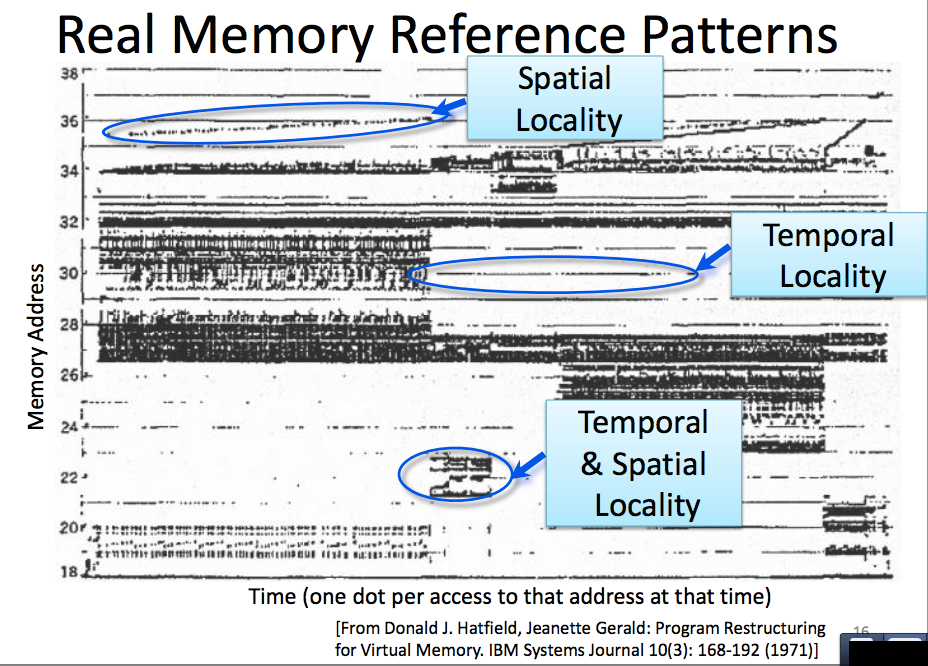 Real Memory Reference Patterns
38
Spatial
Locality
36
34
32
Temporal
Locality
30
28
26
Temporal
& Spatial
Locality
24
22
20
18
Memory Address
Time (one dot per access to that address at that time)
[From Donald J. Hatfield, Jeanette Gerald: Program Restructuring
for Virtual Memory. IBM Systems Journal 10(3): 168-192 (1971)]
16